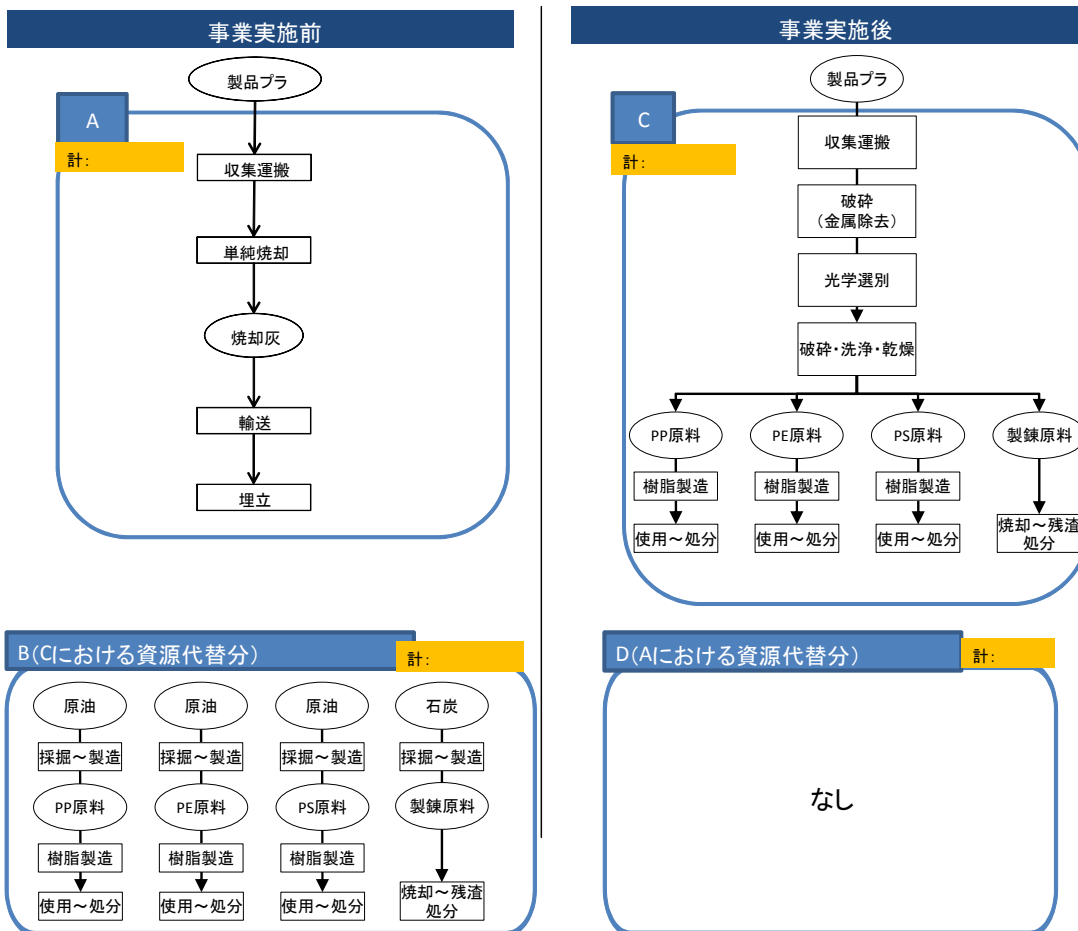 事業実施前
製品プラ
A
計：
収集運搬
単純焼却
焼却灰
輸送
埋立
B（Cにおける資源代替分）
計：
原油
原油
原油
石炭
採掘～製造
採掘～製造
採掘～製造
採掘～製造
PP原料
PE原料
PS原料
製錬原料
樹脂製造
樹脂製造
樹脂製造
使用～処分
使用～処分
使用～処分
焼却～残渣
処分
事業実施後
製品プラ
C
計：
収集運搬
破砕
（金属除去）
光学選別
破砕・洗浄・乾燥
PP原料
PE原料
PS原料
製錬原料
樹脂製造
樹脂製造
樹脂製造
使用～処分
使用～処分
使用～処分
焼却～残渣
処分
D（Aにおける資源代替分）
計：
なし